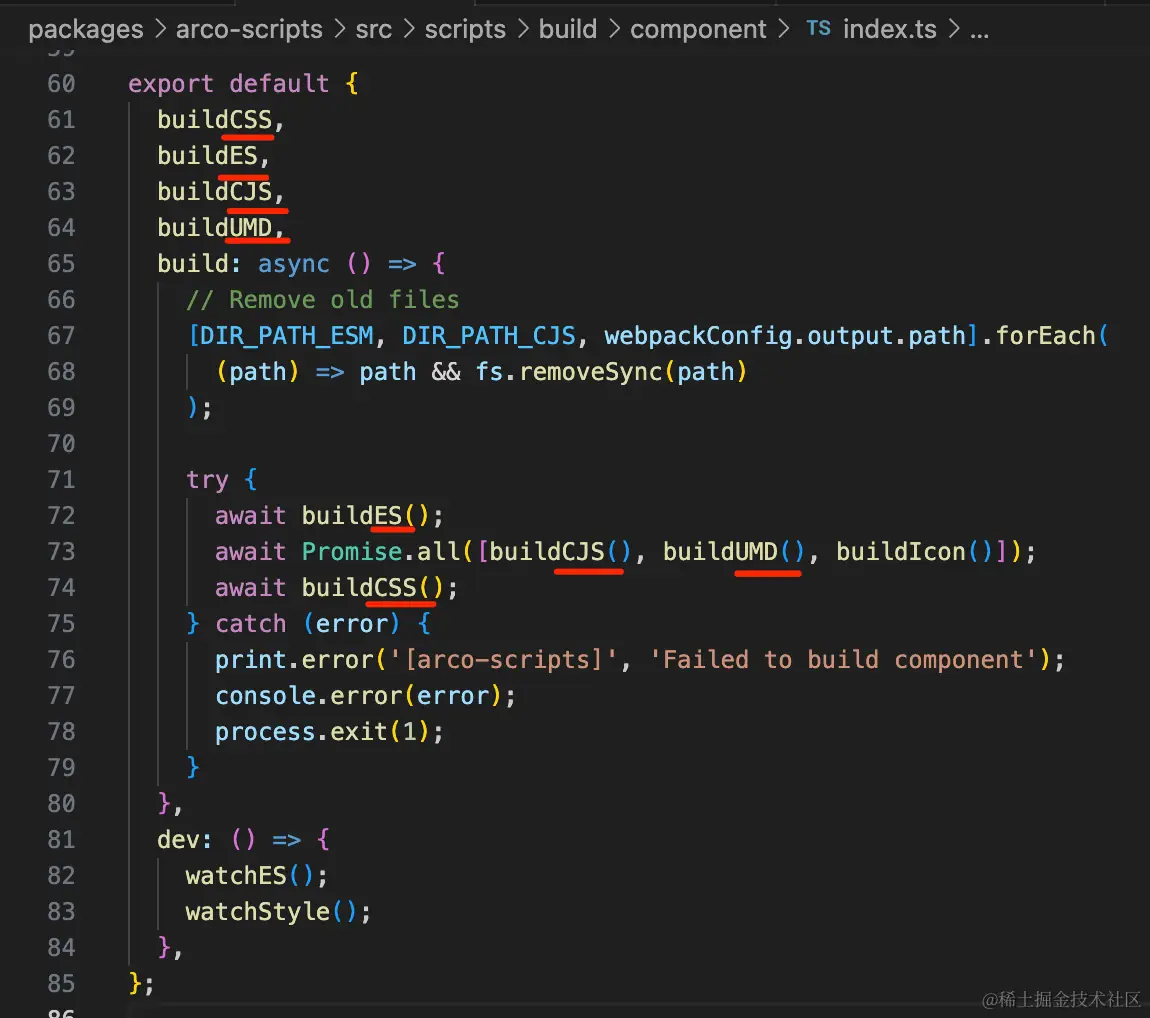 packages > arco-scripts > src > scripts > build > component > TS index.ts > ...
59
60 export default {
61 buildCSS,
62 buildES,
63 buildCJS,
64 buildUMD,
65 build: async () => {
66 // Remove old files
67 [DIR_PATH_ESM, DIR_PATH_CJS, webpackConfig.output.path].forEach(
68 (path) => path && fs.removeSync(path)
69 );
70
71 try {
72 await buildES();
73 await Promise.all([buildCJS(), buildUMD(), buildIcon()]);
74 await buildCSS();
75 } catch (error) {
76 print.error('[arco-scripts]', 'Failed to build component');
77 console.error(error);
78 process.exit(1);
79 }
80 },
81 dev: () => {
82 watchES();
83 watchStyle();
84 },
85 };
86
@稀土掘金技术社区